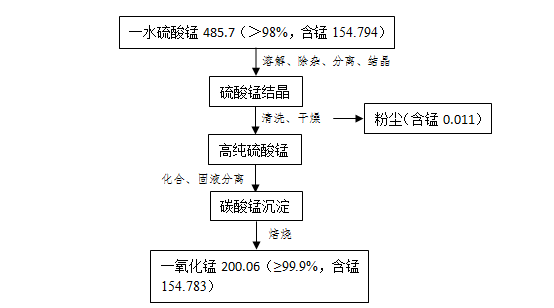 一水硫酸锰 485.7（＞98%，含锰 154.794）
溶解、除杂、分离、结晶
硫酸锰结晶
清洗、干燥
粉尘（含锰 0.011）
高纯硫酸锰
化合、固液分离
碳酸锰沉淀
焙烧
一氧化锰 200.06（≥99.9%，含锰
154.783）